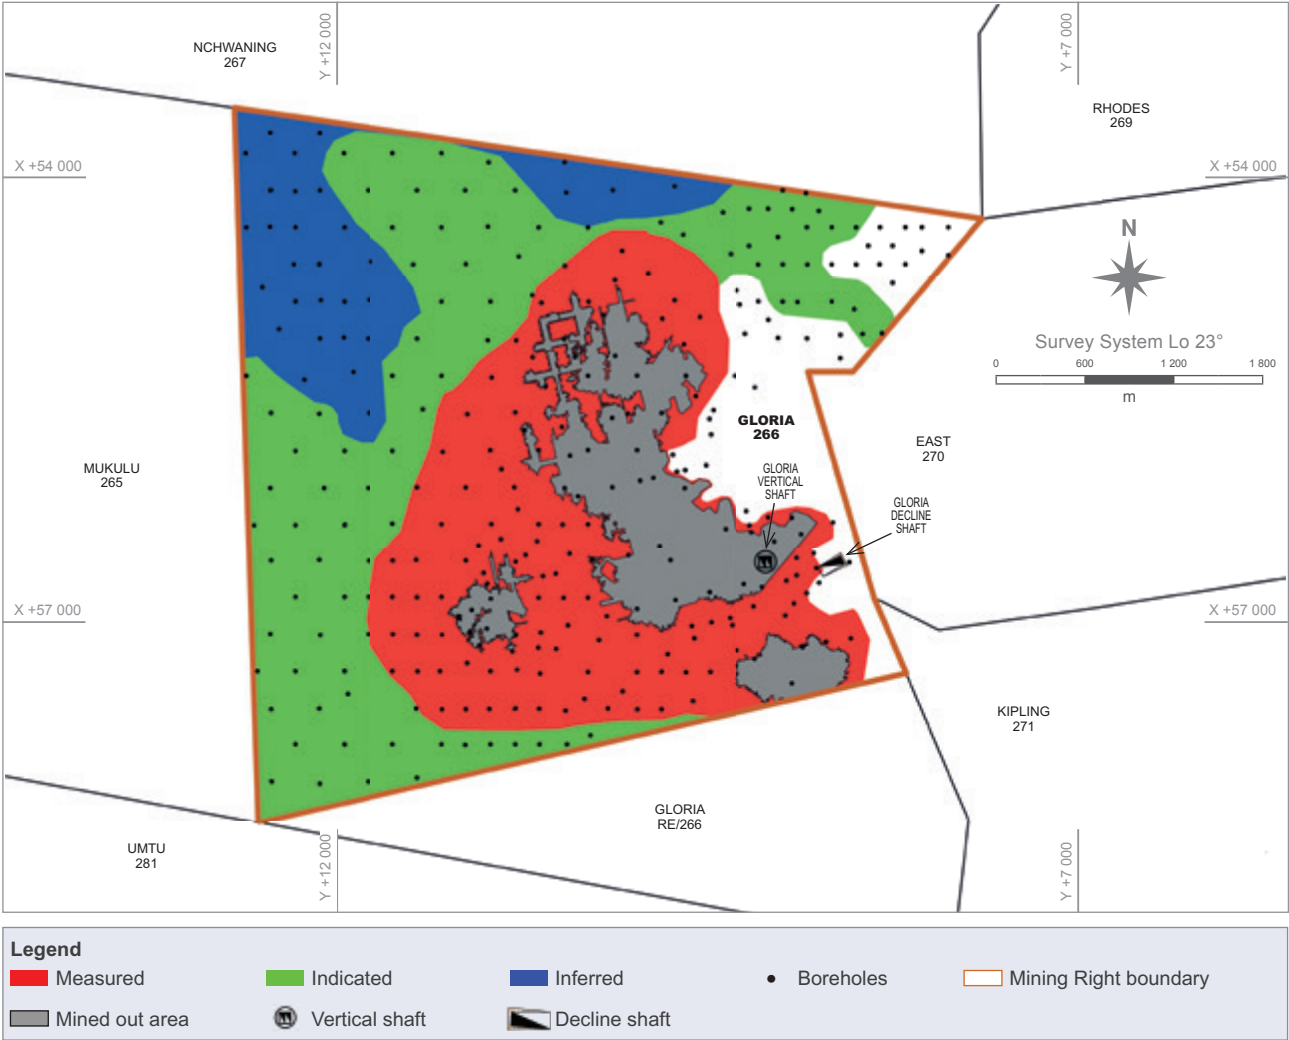 NCHWANING
267
Y +12 000
Y +7 000
RHODES
269
X +54 000
X +54 000
N
Survey System Lo 23°
0 600 1 200 1 800
m
GLORIA
266
EAST
270
MUKULU
265
GLORIA
VERTICAL
SHAFT
GLORIA
DECLINE
SHAFT
X +57 000
X +57 000
KIPLING
271
GLORIA
RE/266
UMTU
281
Y +12 000
Y +7 000
Legend
Measured Indicated Inferred Boreholes Mining Right boundary
Mined out area Vertical shaft Decline shaft